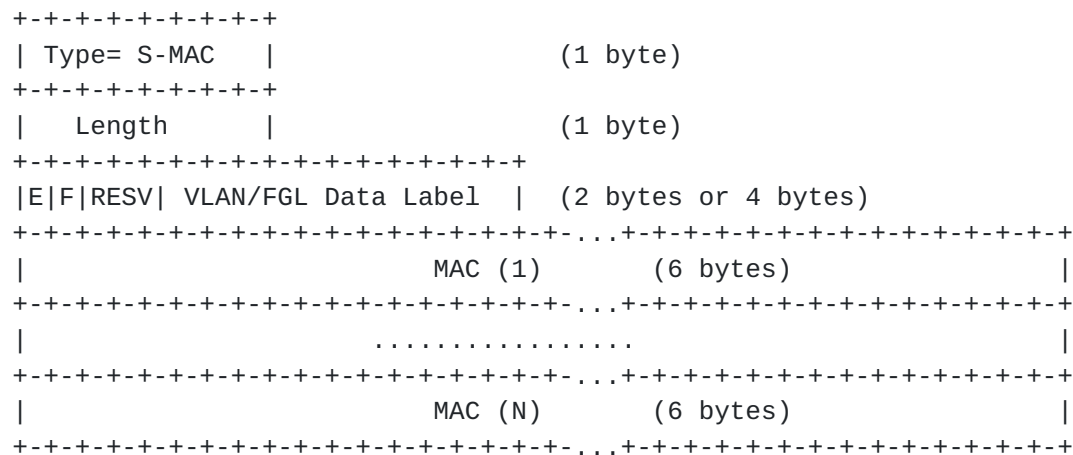 +-+-+-+-+-+-+-+-+
| Type= S-MAC   |                  (1 byte)
+-+-+-+-+-+-+-+-+
|   Length      |                  (1 byte)
+-+-+-+-+-+-+-+-+-+-+-+-+-+-+-+-+
|E|F|RESV| VLAN/FGL Data Label  |  (2 bytes or 4 bytes)
+-+-+-+-+-+-+-+-+-+-+-+-+-+-+-+-+-+-...+-+-+-+-+-+-+-+-+-+-+-+-+-+-+
|                          MAC (1)       (6 bytes)                 |
+-+-+-+-+-+-+-+-+-+-+-+-+-+-+-+-+-+-...+-+-+-+-+-+-+-+-+-+-+-+-+-+-+
|                      .................                           |
+-+-+-+-+-+-+-+-+-+-+-+-+-+-+-+-+-+-...+-+-+-+-+-+-+-+-+-+-+-+-+-+-+
|                          MAC (N)       (6 bytes)                 |
+-+-+-+-+-+-+-+-+-+-+-+-+-+-+-+-+-+-...+-+-+-+-+-+-+-+-+-+-+-+-+-+-+